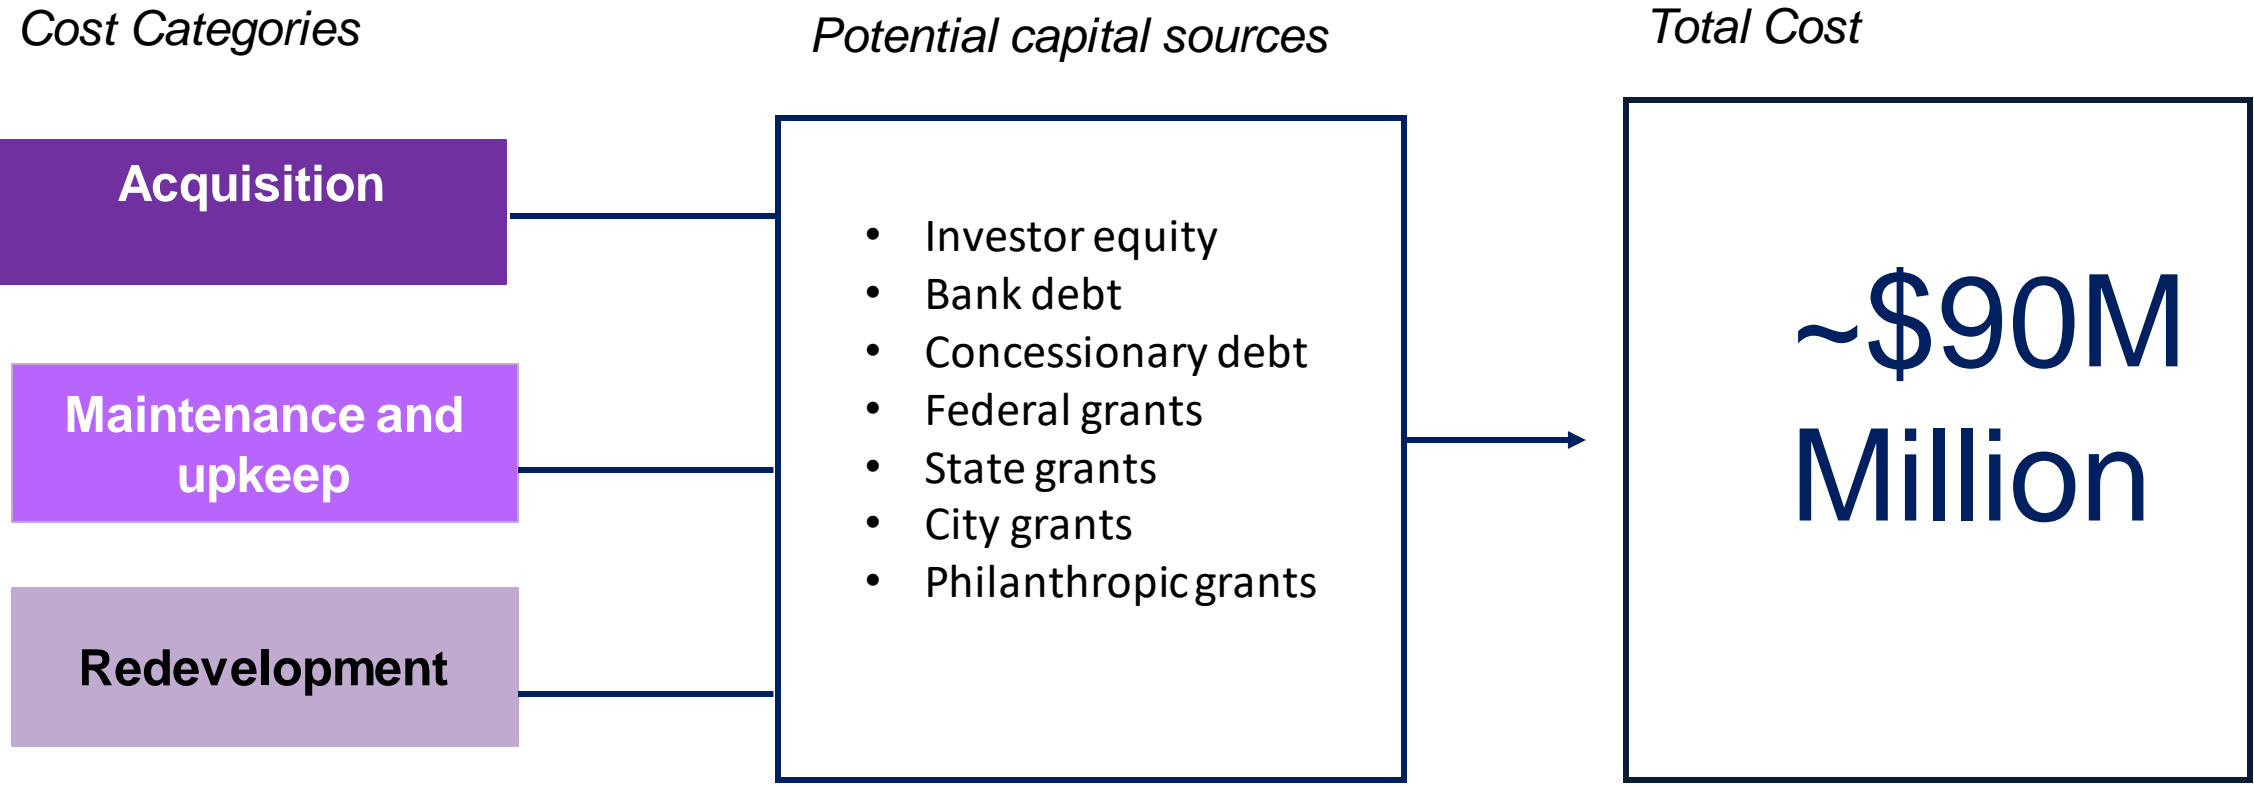 Cost Categories
Potential capital sources
Total Cost
Acquisition
Maintenance and
upkeep
Redevelopment
• Investor equity
• Bank debt
• Concessionary debt
• Federal grants
• State grants
• City grants
• Philanthropic grants
~$90M
Million